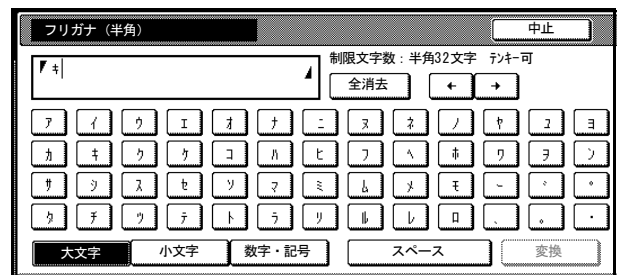 フリガナ（半角） 中止
制限文字数：半角32文字 ﾃﾝｷｰ可
ｷ
全消去 ← →
ｱ ｲ ｳ ｴ ｵ ﾅ ﾆ ﾇ ﾈ ﾉ ﾔ ﾕ ﾖ
ｶ ｷ ｸ ｹ ｺ ﾊ ﾋ ﾌ ﾍ ﾎ ﾜ ｦ ﾝ
ｻ ｼ ｽ ｾ ｿ ﾏ ﾐ ﾑ ﾒ ﾓ ｰ ﾞ ﾟ
ﾀ ﾁ ﾂ ﾃ ﾄ ﾗ ﾘ ﾙ ﾚ ﾛ ､ ｡ ･
大文字 小文字 数字・記号 スペース 変換